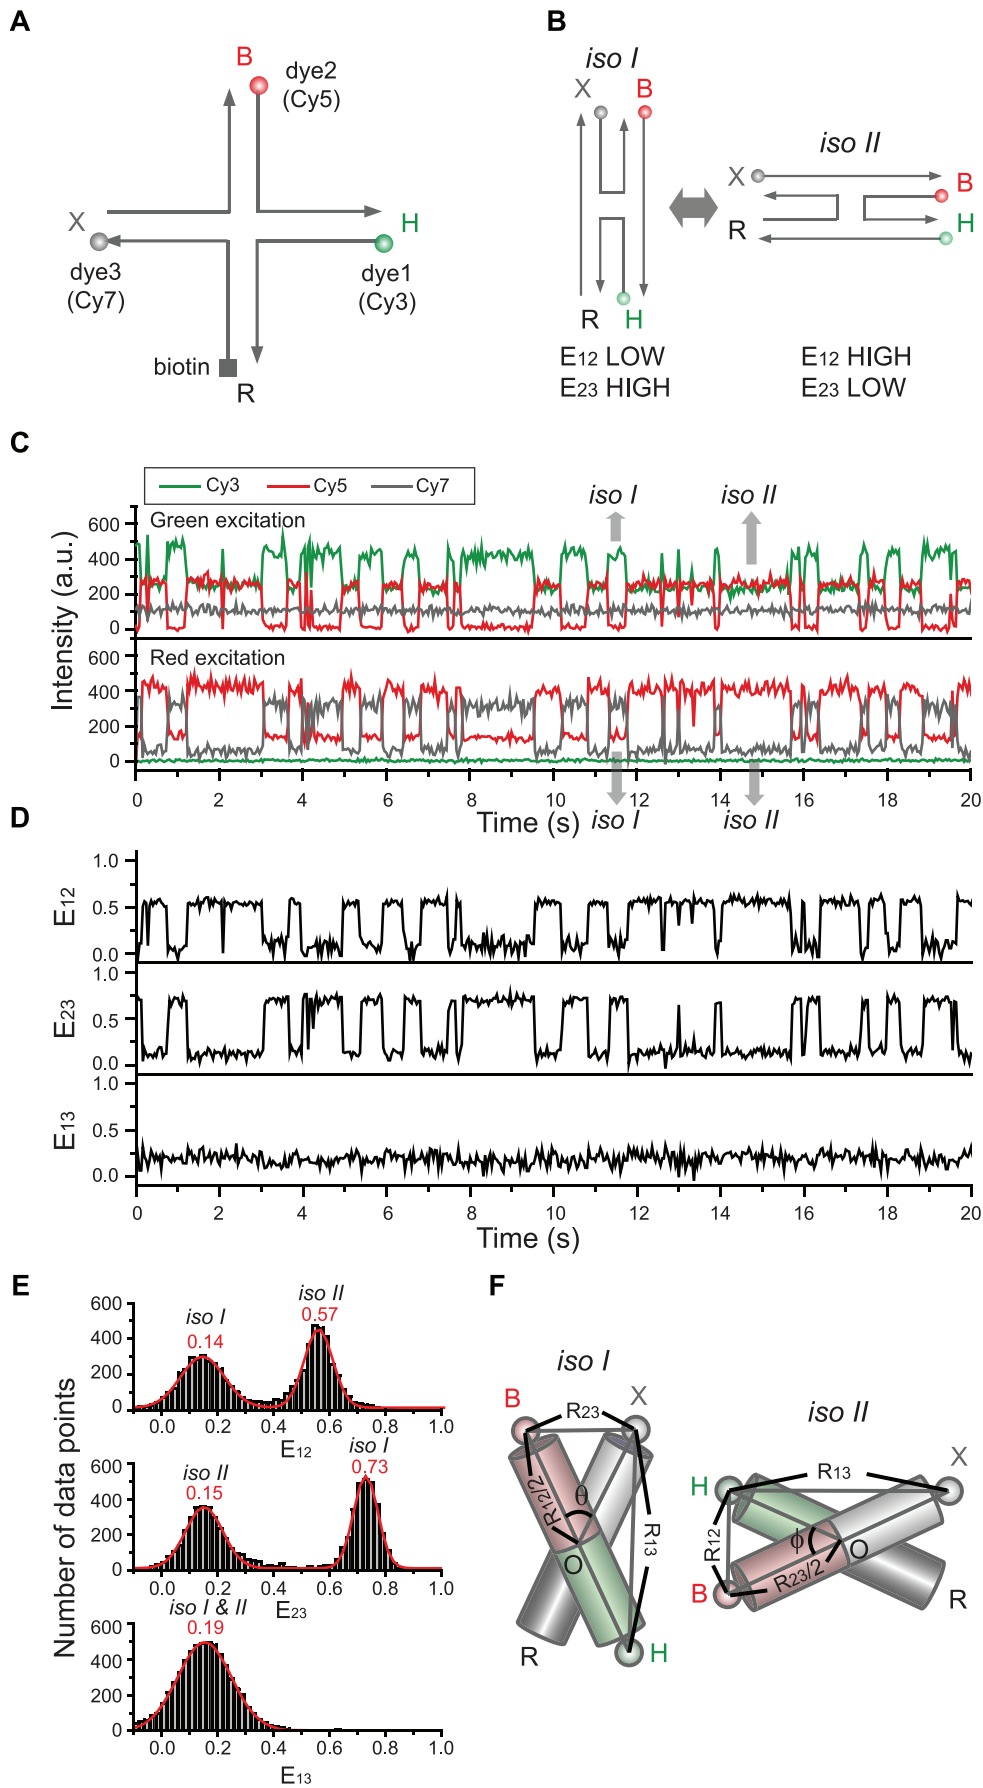 A
B
dye2
(Cy5)
X
H
dye3
(Cy7)
dye1
(Cy3)
biotin
R
B
iso I
X
B
R
H
E12 LOW
E23 HIGH
iso II
X
B
H
R
E12 HIGH
E23 LOW
C
Cy3
Cy5
Cy7
Green excitation
iso I
iso II
600
400
200
0
Intensity (a.u.)
Red excitation
600
400
200
0
0
2
4
6
8
10
12
14
16
18
20
Time (s)
iso I
iso II
D
1.0
0.5
0.0
E12
1.0
0.5
0.0
E23
1.0
0.5
0.0
E13
0
2
4
6
8
10
12
14
16
18
20
Time (s)
E
Number of data points
600
400
200
0
iso I
0.14
iso II
0.57
0.0
0.2
0.4
0.6
0.8
1.0
E12
600
400
200
0
iso II
0.15
iso I
0.73
0.0
0.2
0.4
0.6
0.8
1.0
E23
iso I & II
0.19
600
400
200
0
0.0
0.2
0.4
0.6
0.8
1.0
E13
F
iso I
B
X
R23
R12/2
θ
R13
O
R
H
iso II
X
H
R13
R12
ϕ
O
R23/2
B
R